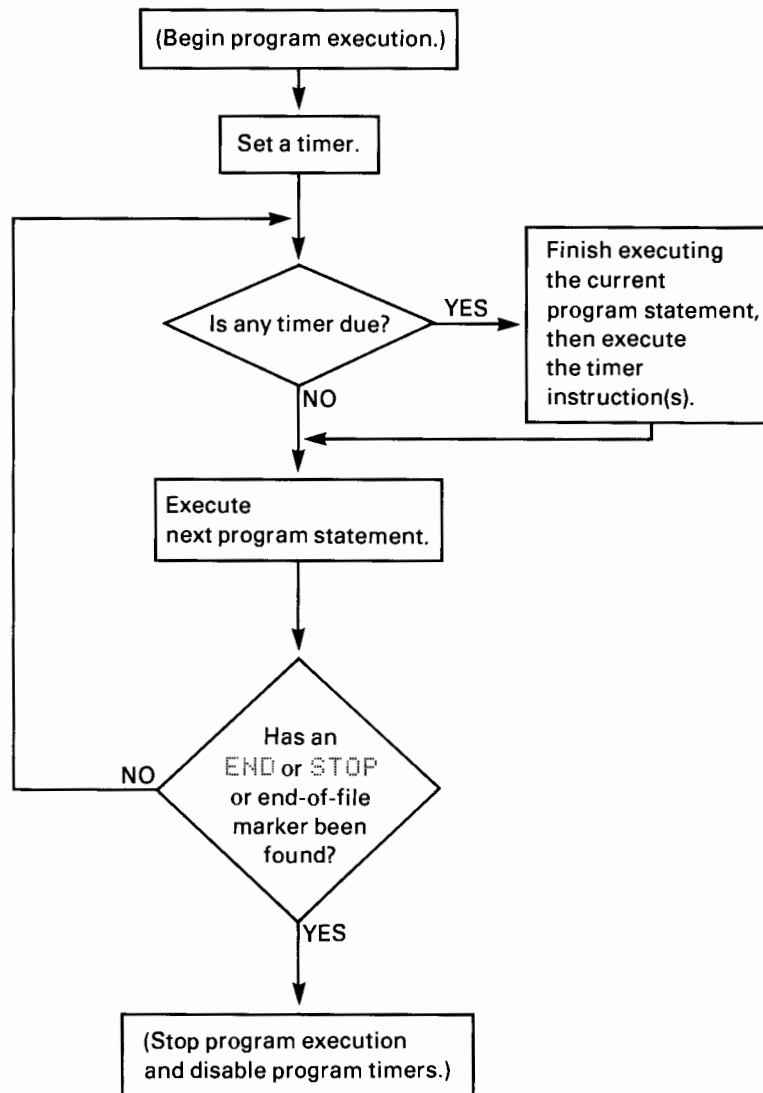 (Begin program execution.)
Set a timer.
Is any timer due?
YES
Finish executing
the current
program statement,
then execute
the timer
instruction(s).
NO
Execute
next program statement.
Has an
END or STOP
or end-of-file
marker been
found?
NO
YES
(Stop program execution
and disable program timers.)